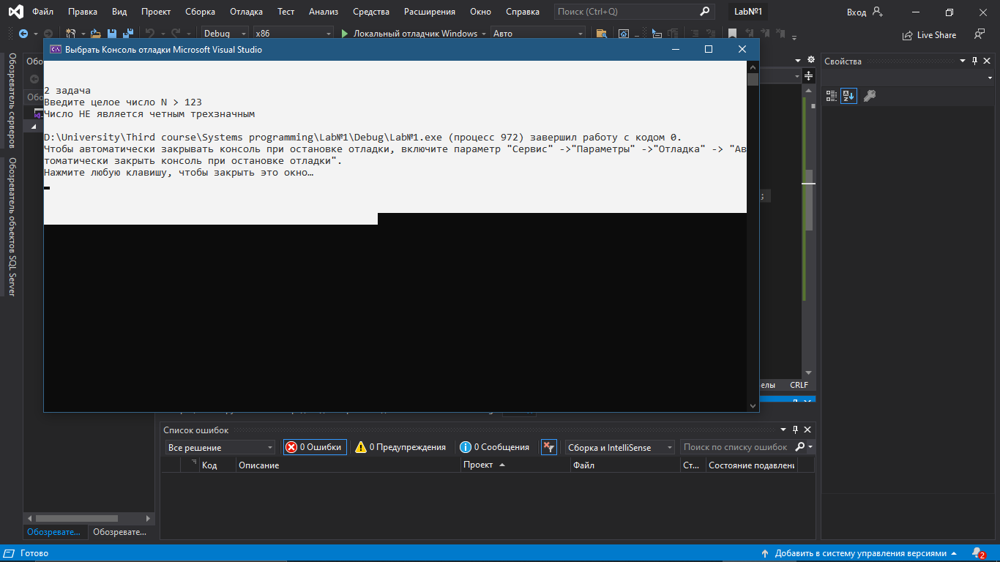 Файл Правка Вид Проект Сборка Отладка Тест Анализ Средства Расширения Окно Справка Поиск (Ctrl+Q) Lab№1 Вход
Debug x86 Локальный отладчик Windows Авто Live Share
Выбрать Консоль отладки Microsoft Visual Studio
Обозреватель серверов
Обозреватель объектов SQL Server
Свойства
2 задача
Введите целое число N > 123
Число НЕ является четным трехзначным
D:\University\Third course\Systems programming\Lab№1\Debug\Lab№1.exe (процесс 972) завершил работу с кодом 0.
Чтобы автоматически закрывать консоль при остановке отладки, включите параметр "Сервис" ->"Параметры" ->"Отладка" -> "Ав
томатически закрыть консоль при остановке отладки".
Нажмите любую клавишу, чтобы закрыть это окно…
;
елы CRLF
Список ошибок
Все решение 0 Ошибки 0 Предупреждения 0 Сообщения Сборка и IntelliSense Поиск по списку ошибок
Код Описание Проект Файл Ст... Состояние подавлени
Обозревате... Обозревате...
Готово Добавить в систему управления версиями 2